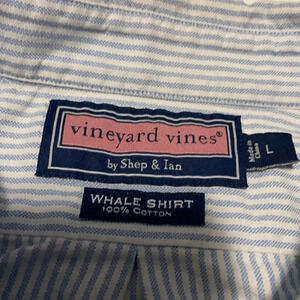 vineyard vines®
by Shep & Ian
Made in
China
L
WHALE SHIRT
100% COTTON